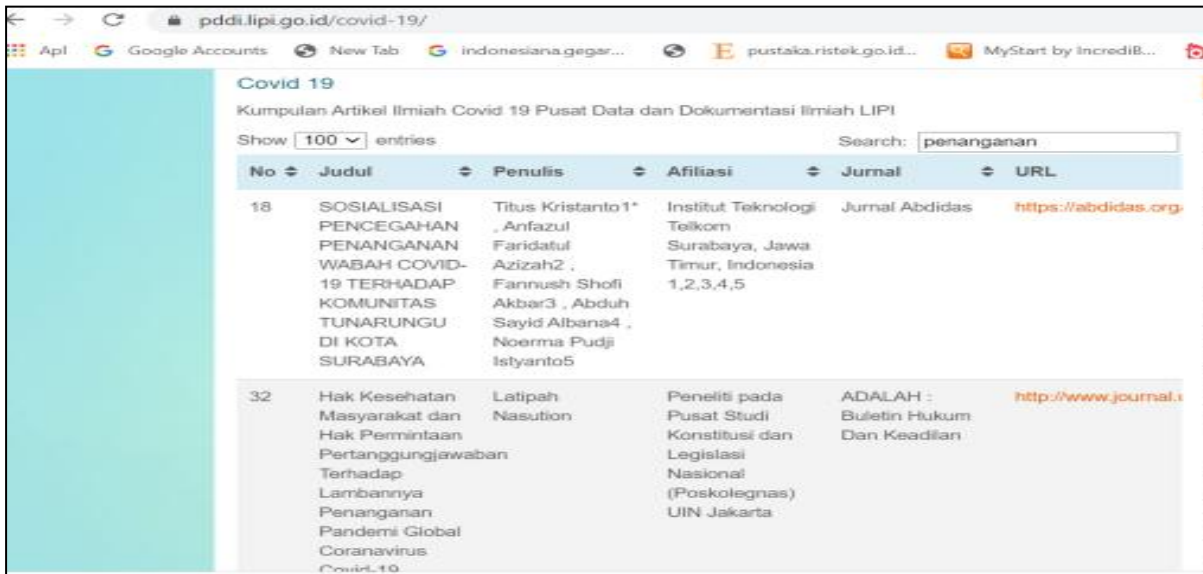 pddi.lipi.go.id/covid-19/
Apl Google Accounts New Tab indonesiana.gegar... pustaka.ristek.go.id... MyStart by IncrediB...
Covid 19
Kumpulan Artikel Ilmiah Covid 19 Pusat Data dan Dokumentasi Ilmiah LIPI
Show 100 entries Search: penanganan
No Judul Penulis Afiliasi Jurnal URL
18 SOSIALISASI Titus Kristanto1* Institut Teknologi Jurnal Abdidas https://abdidas.org
PENCEGAHAN , Anfazul Telkom
PENANGANAN Faridatul Surabaya, Jawa
WABAH COVID- Azizah2 , Timur, Indonesia
19 TERHADAP Fannush Shofi 1,2,3,4,5
KOMUNITAS Akbar3 , Abduh
TUNARUNGU Sayid Albana4 ,
DI KOTA Noerma Pudji
SURABAYA Istyanto5
32 Hak Kesehatan Latipah Peneliti pada ADALAH : http://www.journal.
Masyarakat dan Nasution Pusat Studi Buletin Hukum
Hak Permintaan Konstitusi dan Dan Keadilan
Pertanggungjawaban Legislasi
Terhadap Nasional
Lambannya (Poskolegnas)
Penanganan UIN Jakarta
Pandemi Global
Coranavirus
Covid-19